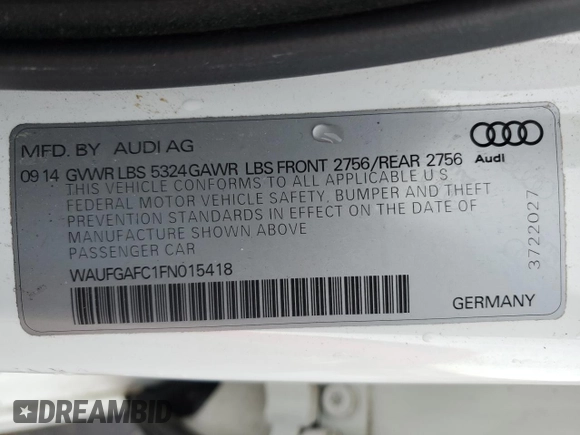 MFD. BY AUDI AG
09 14 GVWR LBS 5324 GAWR LBS FRONT 2756/REAR 2756
THIS VEHICLE CONFORMS TO ALL APPLICABLE U S
FEDERAL MOTOR VEHICLE SAFETY, BUMPER AND THEFT
PREVENTION STANDARDS IN EFFECT ON THE DATE OF
MANUFACTURE SHOWN ABOVE
PASSENGER CAR
WAUFGAFC1FN015418
Audi
3722027
GERMANY
DREAMBID